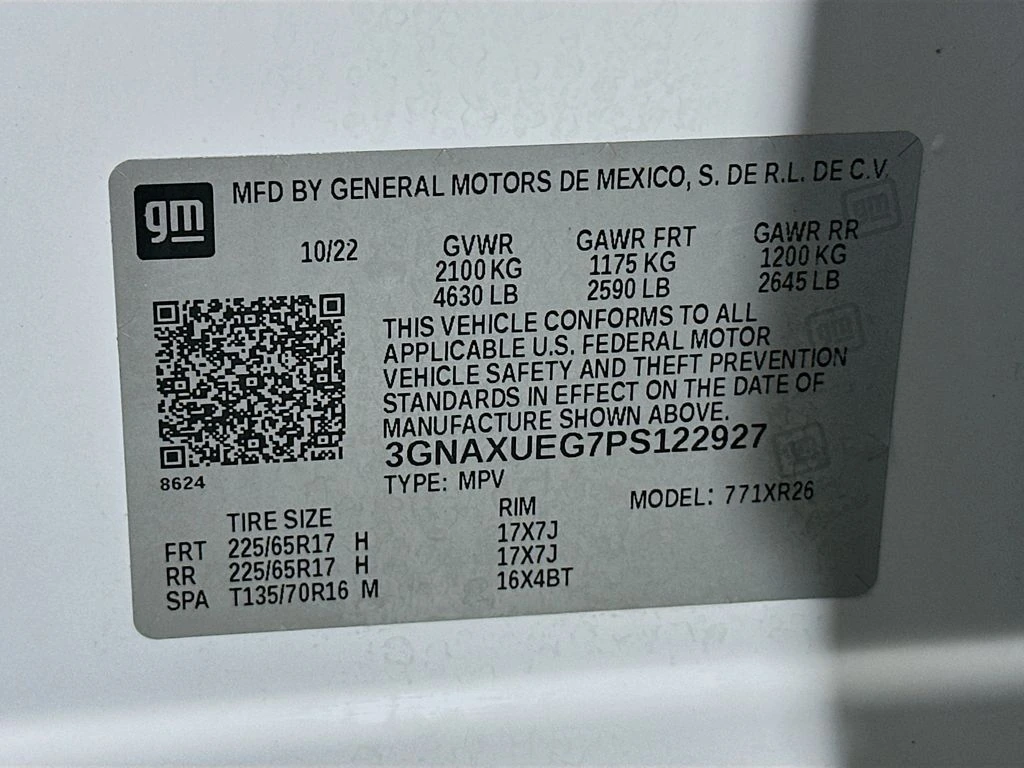 gm
MFD BY GENERAL MOTORS DE MEXICO, S. DE R.L. DE C.V.
10/22
GVWR GAWR FRT GAWR RR
2100 KG 1175 KG 1200 KG
4630 LB 2590 LB 2645 LB
THIS VEHICLE CONFORMS TO ALL
APPLICABLE U.S. FEDERAL MOTOR
VEHICLE SAFETY AND THEFT PREVENTION
STANDARDS IN EFFECT ON THE DATE OF
MANUFACTURE SHOWN ABOVE.
3GNAXUEG7PS122927
8624
TYPE: MPV MODEL: 771XR26
TIRE SIZE RIM
FRT 225/65R17 H 17X7J
RR 225/65R17 H 17X7J
SPA T135/70R16 M 16X4BT
gm
gm
gm